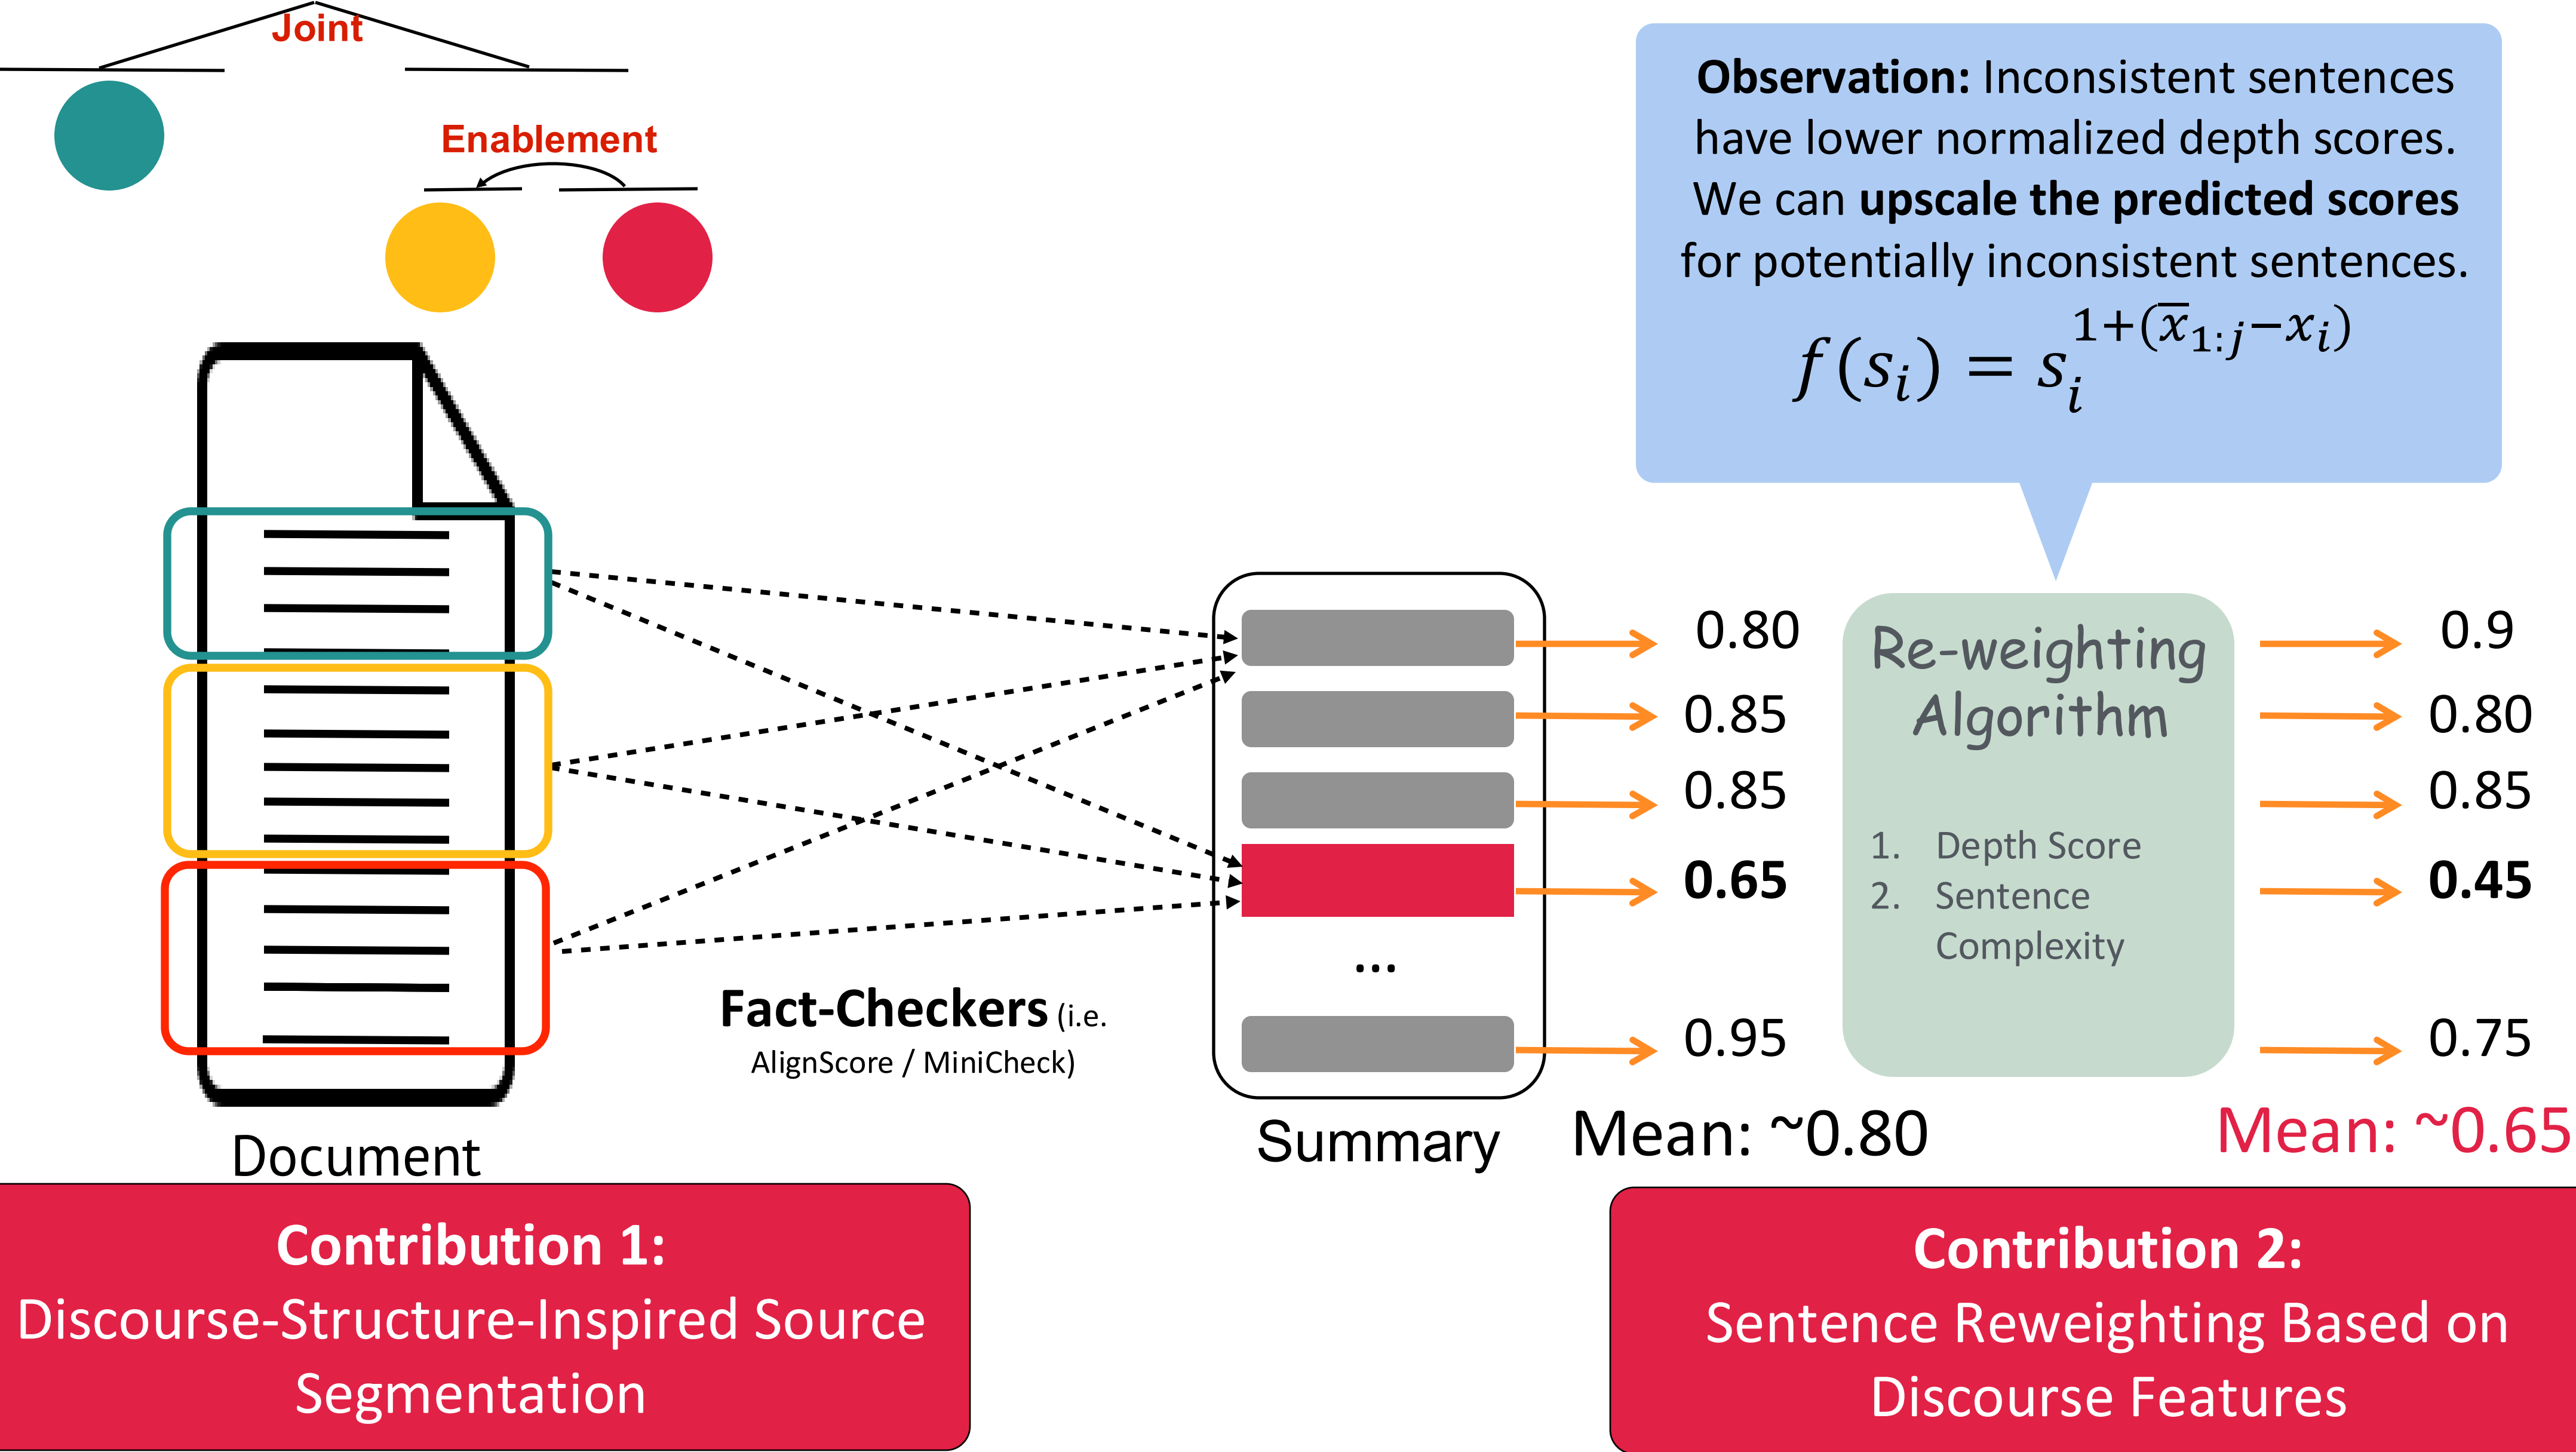 Joint
Enablement
Observation: Inconsistent sentences
have lower normalized depth scores.
We can upscale the predicted scores
for potentially inconsistent sentences.
f(s_i) = s_i^{1+(x̅_{1:j}−x_i)}
0.80
0.85
0.85
0.65
...
0.95
Re-weighting
Algorithm
1. Depth Score
2. Sentence
Complexity
0.9
0.80
0.85
0.45
0.75
Fact-Checkers (i.e.
AlignScore / MiniCheck)
Document
Summary
Mean: ~0.80
Mean: ~0.65
Contribution 1:
Discourse-Structure-Inspired Source
Segmentation
Contribution 2:
Sentence Reweighting Based on
Discourse Features